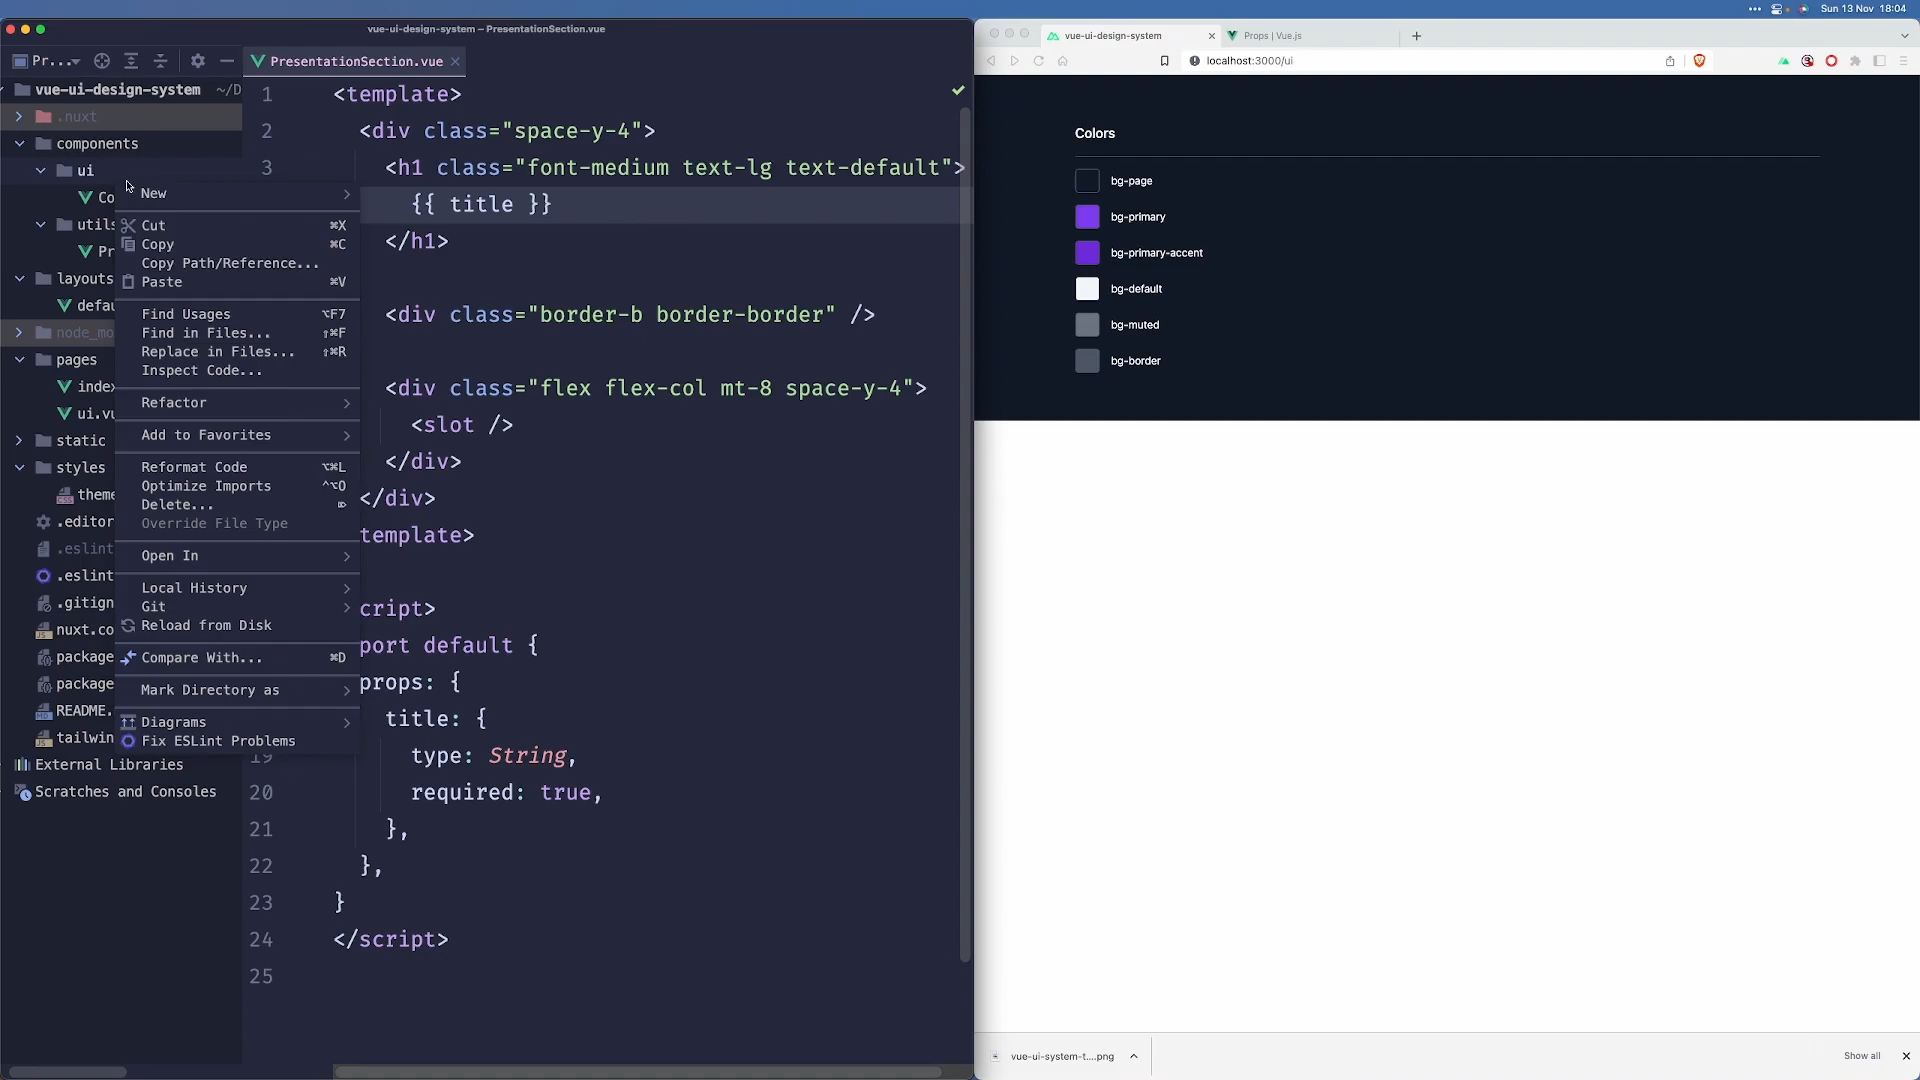 Sun 13 Nov 18:04
vue-ui-design-system – PresentationSection.vue
Pr...
PresentationSection.vue
vue-ui-design-system ~/D
.nuxt
components
ui
Co
utils
Pr
layouts
defau
node_mo
pages
index
ui.vu
static
styles
theme
.editor
.eslint
.eslint
.gitign
nuxt.co
package
package
README.
tailwin
External Libraries
Scratches and Consoles
New
Cut ⌘X
Copy ⌘C
Copy Path/Reference...
Paste ⌘V
Find Usages ⌥F7
Find in Files... ⇧⌘F
Replace in Files... ⇧⌘R
Inspect Code...
Refactor
Add to Favorites
Reformat Code ⌥⌘L
Optimize Imports ^⌥O
Delete... ⌦
Override File Type
Open In
Local History
Git
Reload from Disk
Compare With... ⌘D
Mark Directory as
Diagrams
Fix ESLint Problems
1 <template>
2 <div class="space-y-4">
3 <h1 class="font-medium text-lg text-default">
{{ title }}
</h1>
<div class="border-b border-border" />
<div class="flex flex-col mt-8 space-y-4">
<slot />
</div>
</div>
template>
cript>
port default {
props: {
title: {
19 type: String,
20 required: true,
21 },
22 },
23 }
24 </script>
25
vue-ui-design-system
Props | Vue.js
localhost:3000/ui
Colors
bg-page
bg-primary
bg-primary-accent
bg-default
bg-muted
bg-border
vue-ui-system-t....png
Show all